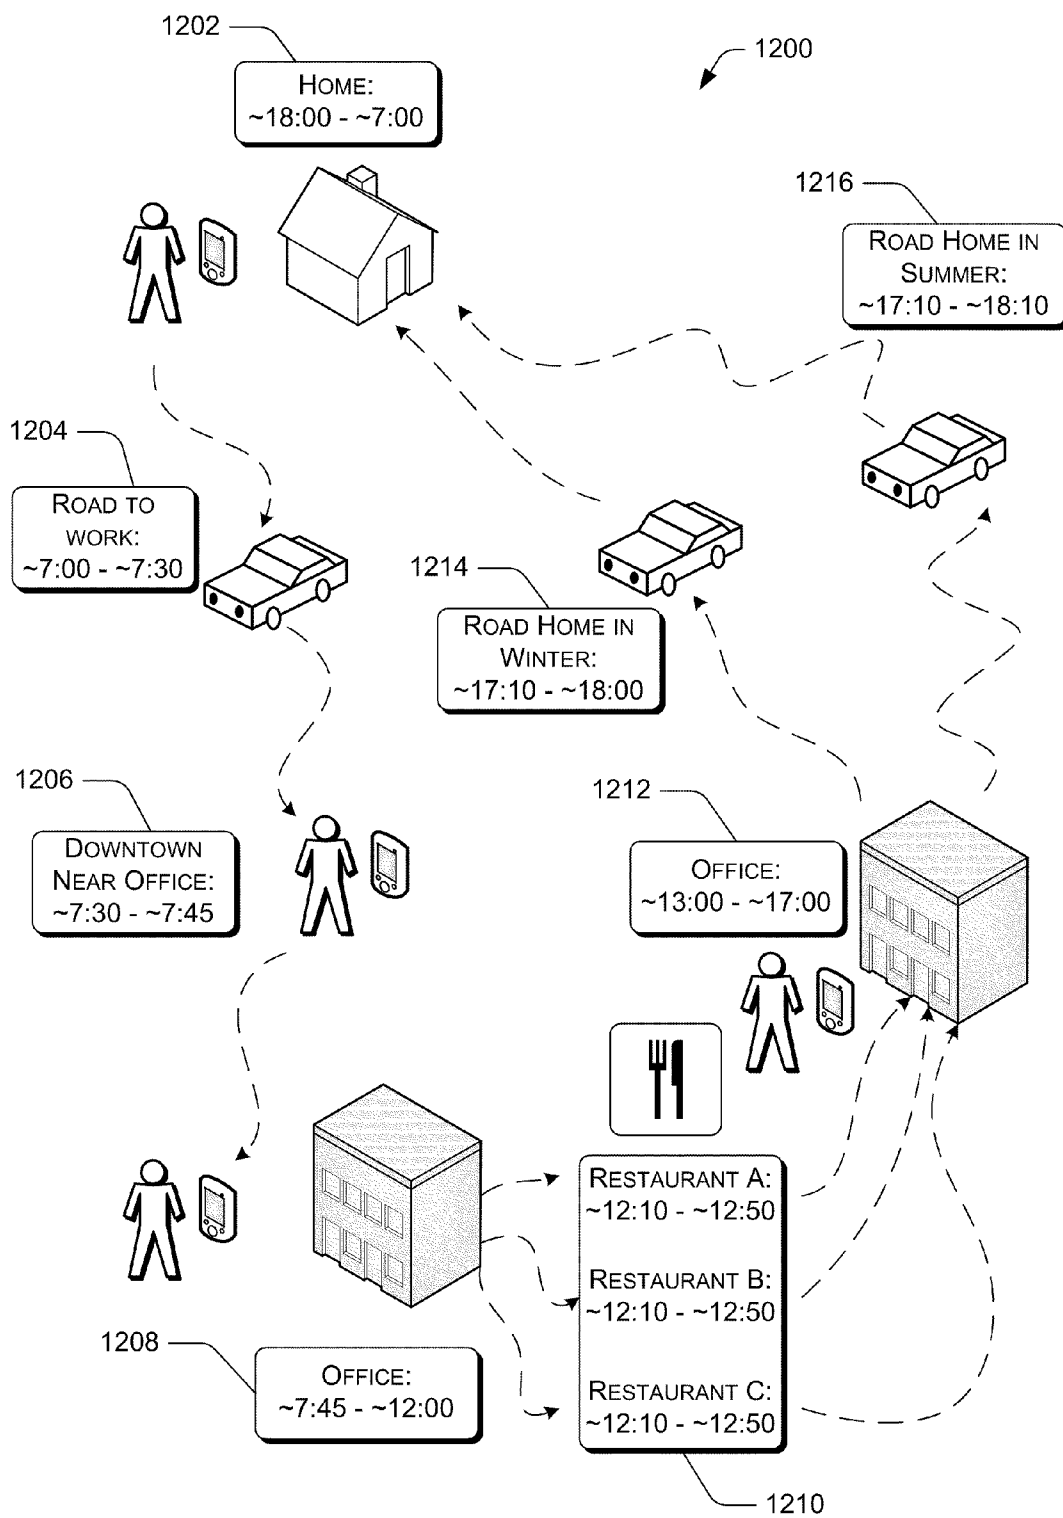 1202
HOME:
~18:00 - ~7:00
1200
1216
ROAD HOME IN
SUMMER:
~17:10 - ~18:10
1204
ROAD TO
WORK:
~7:00 - ~7:30
1214
ROAD HOME IN
WINTER:
~17:10 - ~18:00
1206
DOWNTOWN
NEAR OFFICE:
~7:30 - ~7:45
1212
OFFICE:
~13:00 - ~17:00
1208
OFFICE:
~7:45 - ~12:00
RESTAURANT A:
~12:10 - ~12:50
RESTAURANT B:
~12:10 - ~12:50
RESTAURANT C:
~12:10 - ~12:50
1210